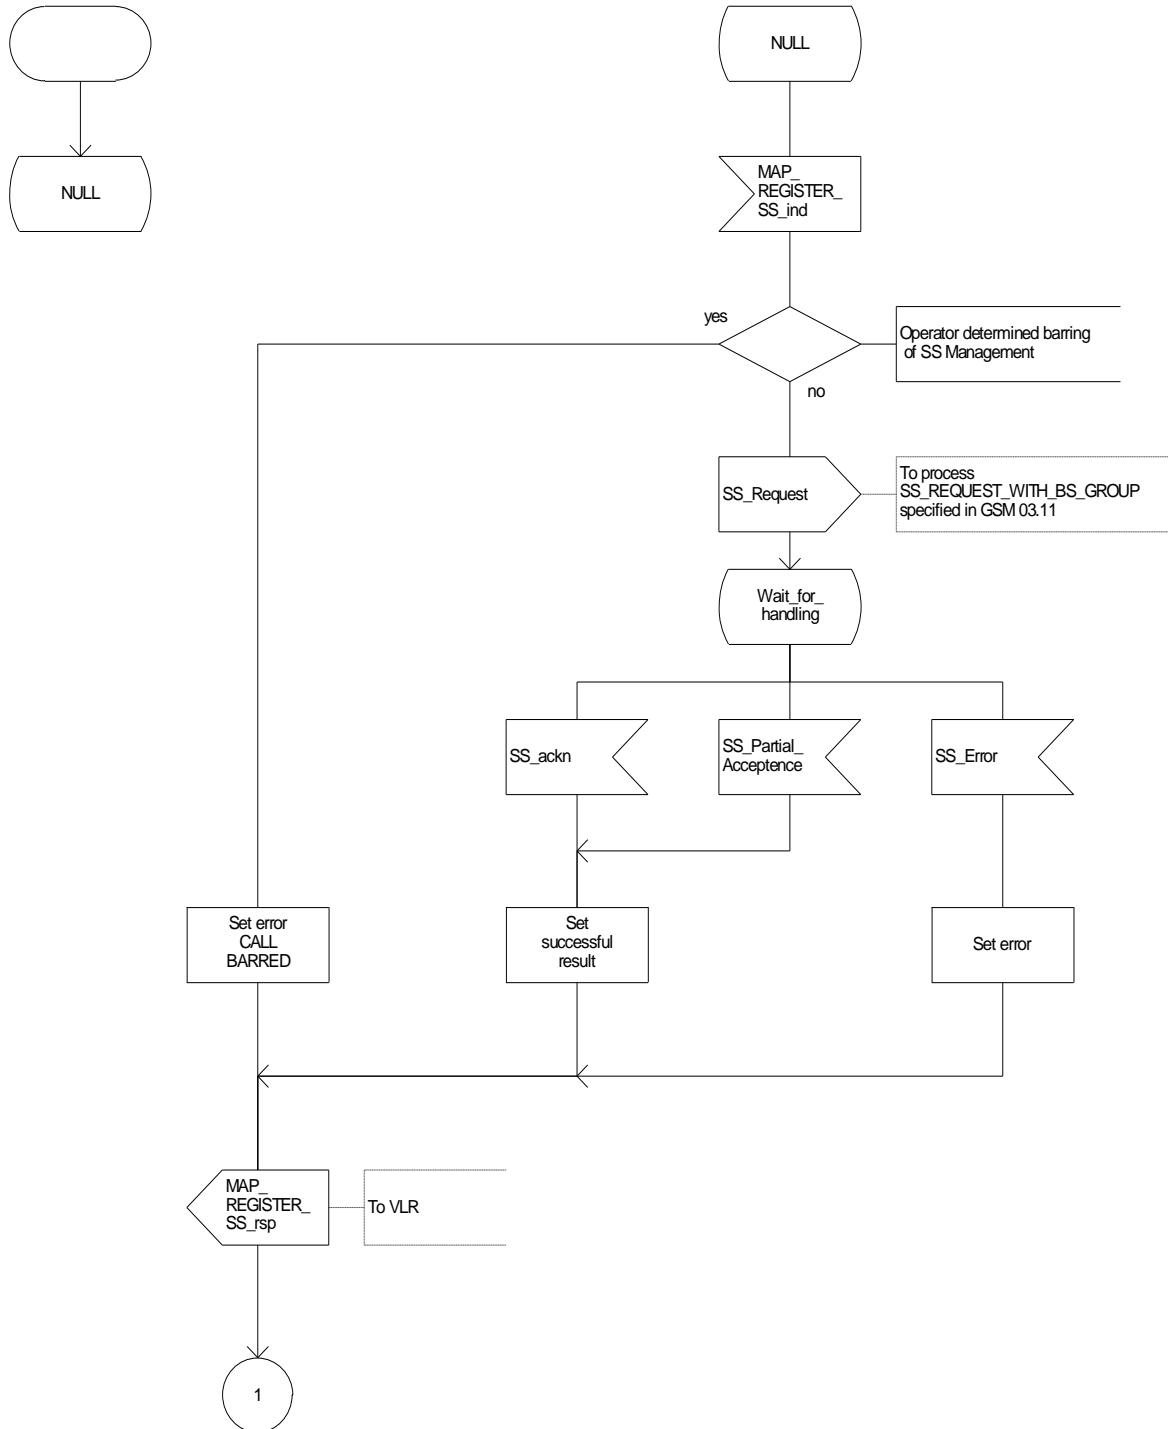 NULL
NULL
MAP_
REGISTER_
SS_ind
yes
Operator determined barring
of SS Management
no
SS_Request
To process
SS_REQUEST_WITH_BS_GROUP
specified in GSM 03.11
Wait_for_
handling
SS_ackn
SS_Partial_
Acceptence
SS_Error
Set error
CALL
BARRED
Set
successful
result
Set error
MAP_
REGISTER_
SS_rsp
To VLR
1